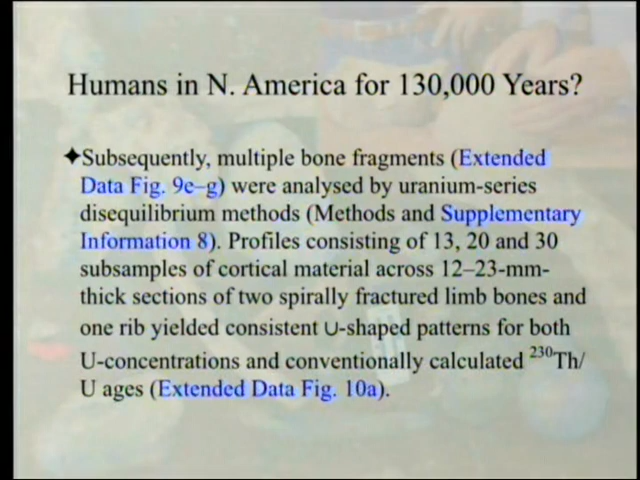 Humans in N. America for 130,000 Years?
✦Subsequently, multiple bone fragments (Extended
Data Fig. 9e–g) were analysed by uranium-series
disequilibrium methods (Methods and Supplementary
Information 8). Profiles consisting of 13, 20 and 30
subsamples of cortical material across 12–23-mm-
thick sections of two spirally fractured limb bones and
one rib yielded consistent ∪-shaped patterns for both
U-concentrations and conventionally calculated ²³⁰Th/
U ages (Extended Data Fig. 10a).